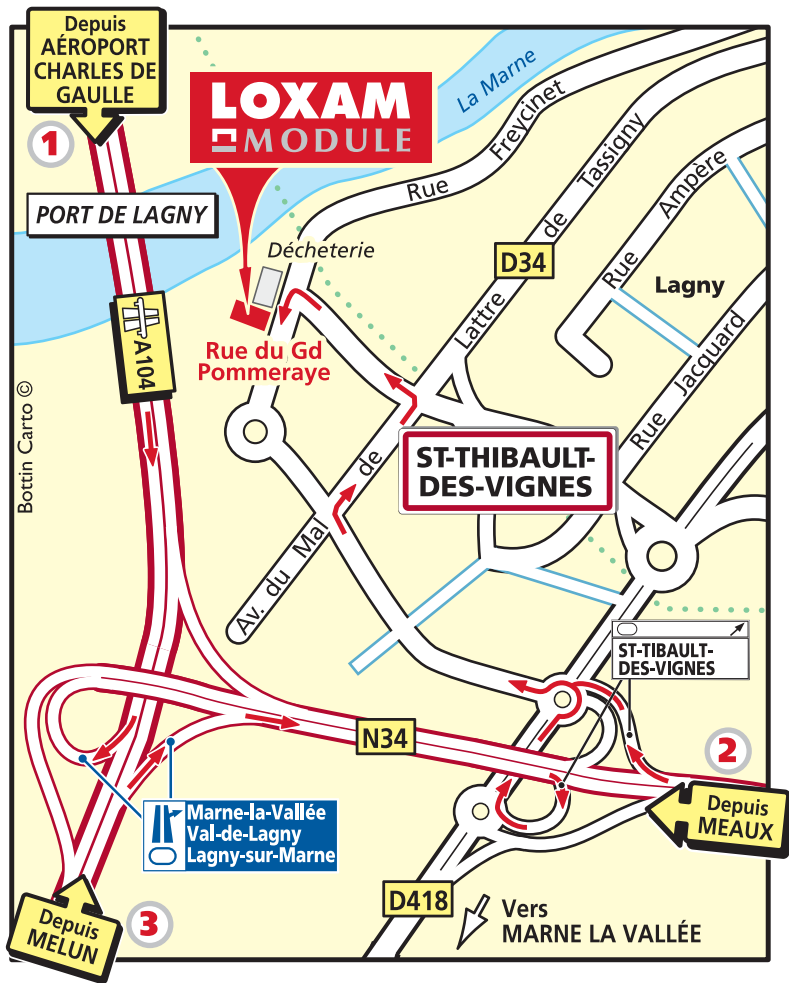 Depuis
AÉROPORT
CHARLES DE
GAULLE
1
LOXAM
MODULE
La Marne
Rue Freycinet
PORT DE LAGNY
Décheterie
Av. du Mal de Lattre de Tassigny
D34
Rue Ampère
Lagny
Rue Jacquard
A104
Rue du Gd
Pommeraye
Bottin Carto ©
ST-THIBAULT-
DES-VIGNES
ST-TIBAULT-
DES-VIGNES
N34
2
Depuis
MEAUX
Marne-la-Vallée
Val-de-Lagny
Lagny-sur-Marne
D418
Vers
MARNE LA VALLÉE
3
Depuis
MELUN